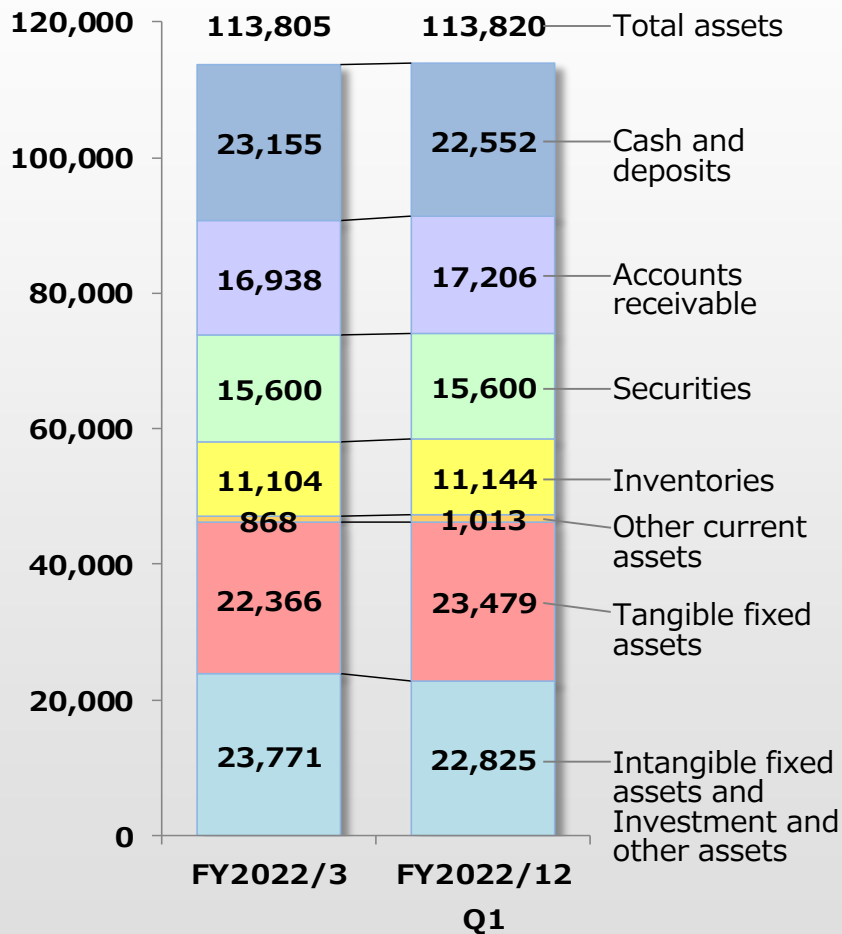 120,000
113,805
113,820
Total assets
23,155
22,552
Cash and
deposits
100,000
16,938
17,206
Accounts
receivable
80,000
15,600
15,600
Securities
60,000
11,104
11,144
Inventories
868
1,013
Other current
assets
40,000
22,366
23,479
Tangible fixed
assets
20,000
23,771
22,825
Intangible fixed
assets and
Investment and
other assets
0
FY2022/3
FY2022/12
Q1